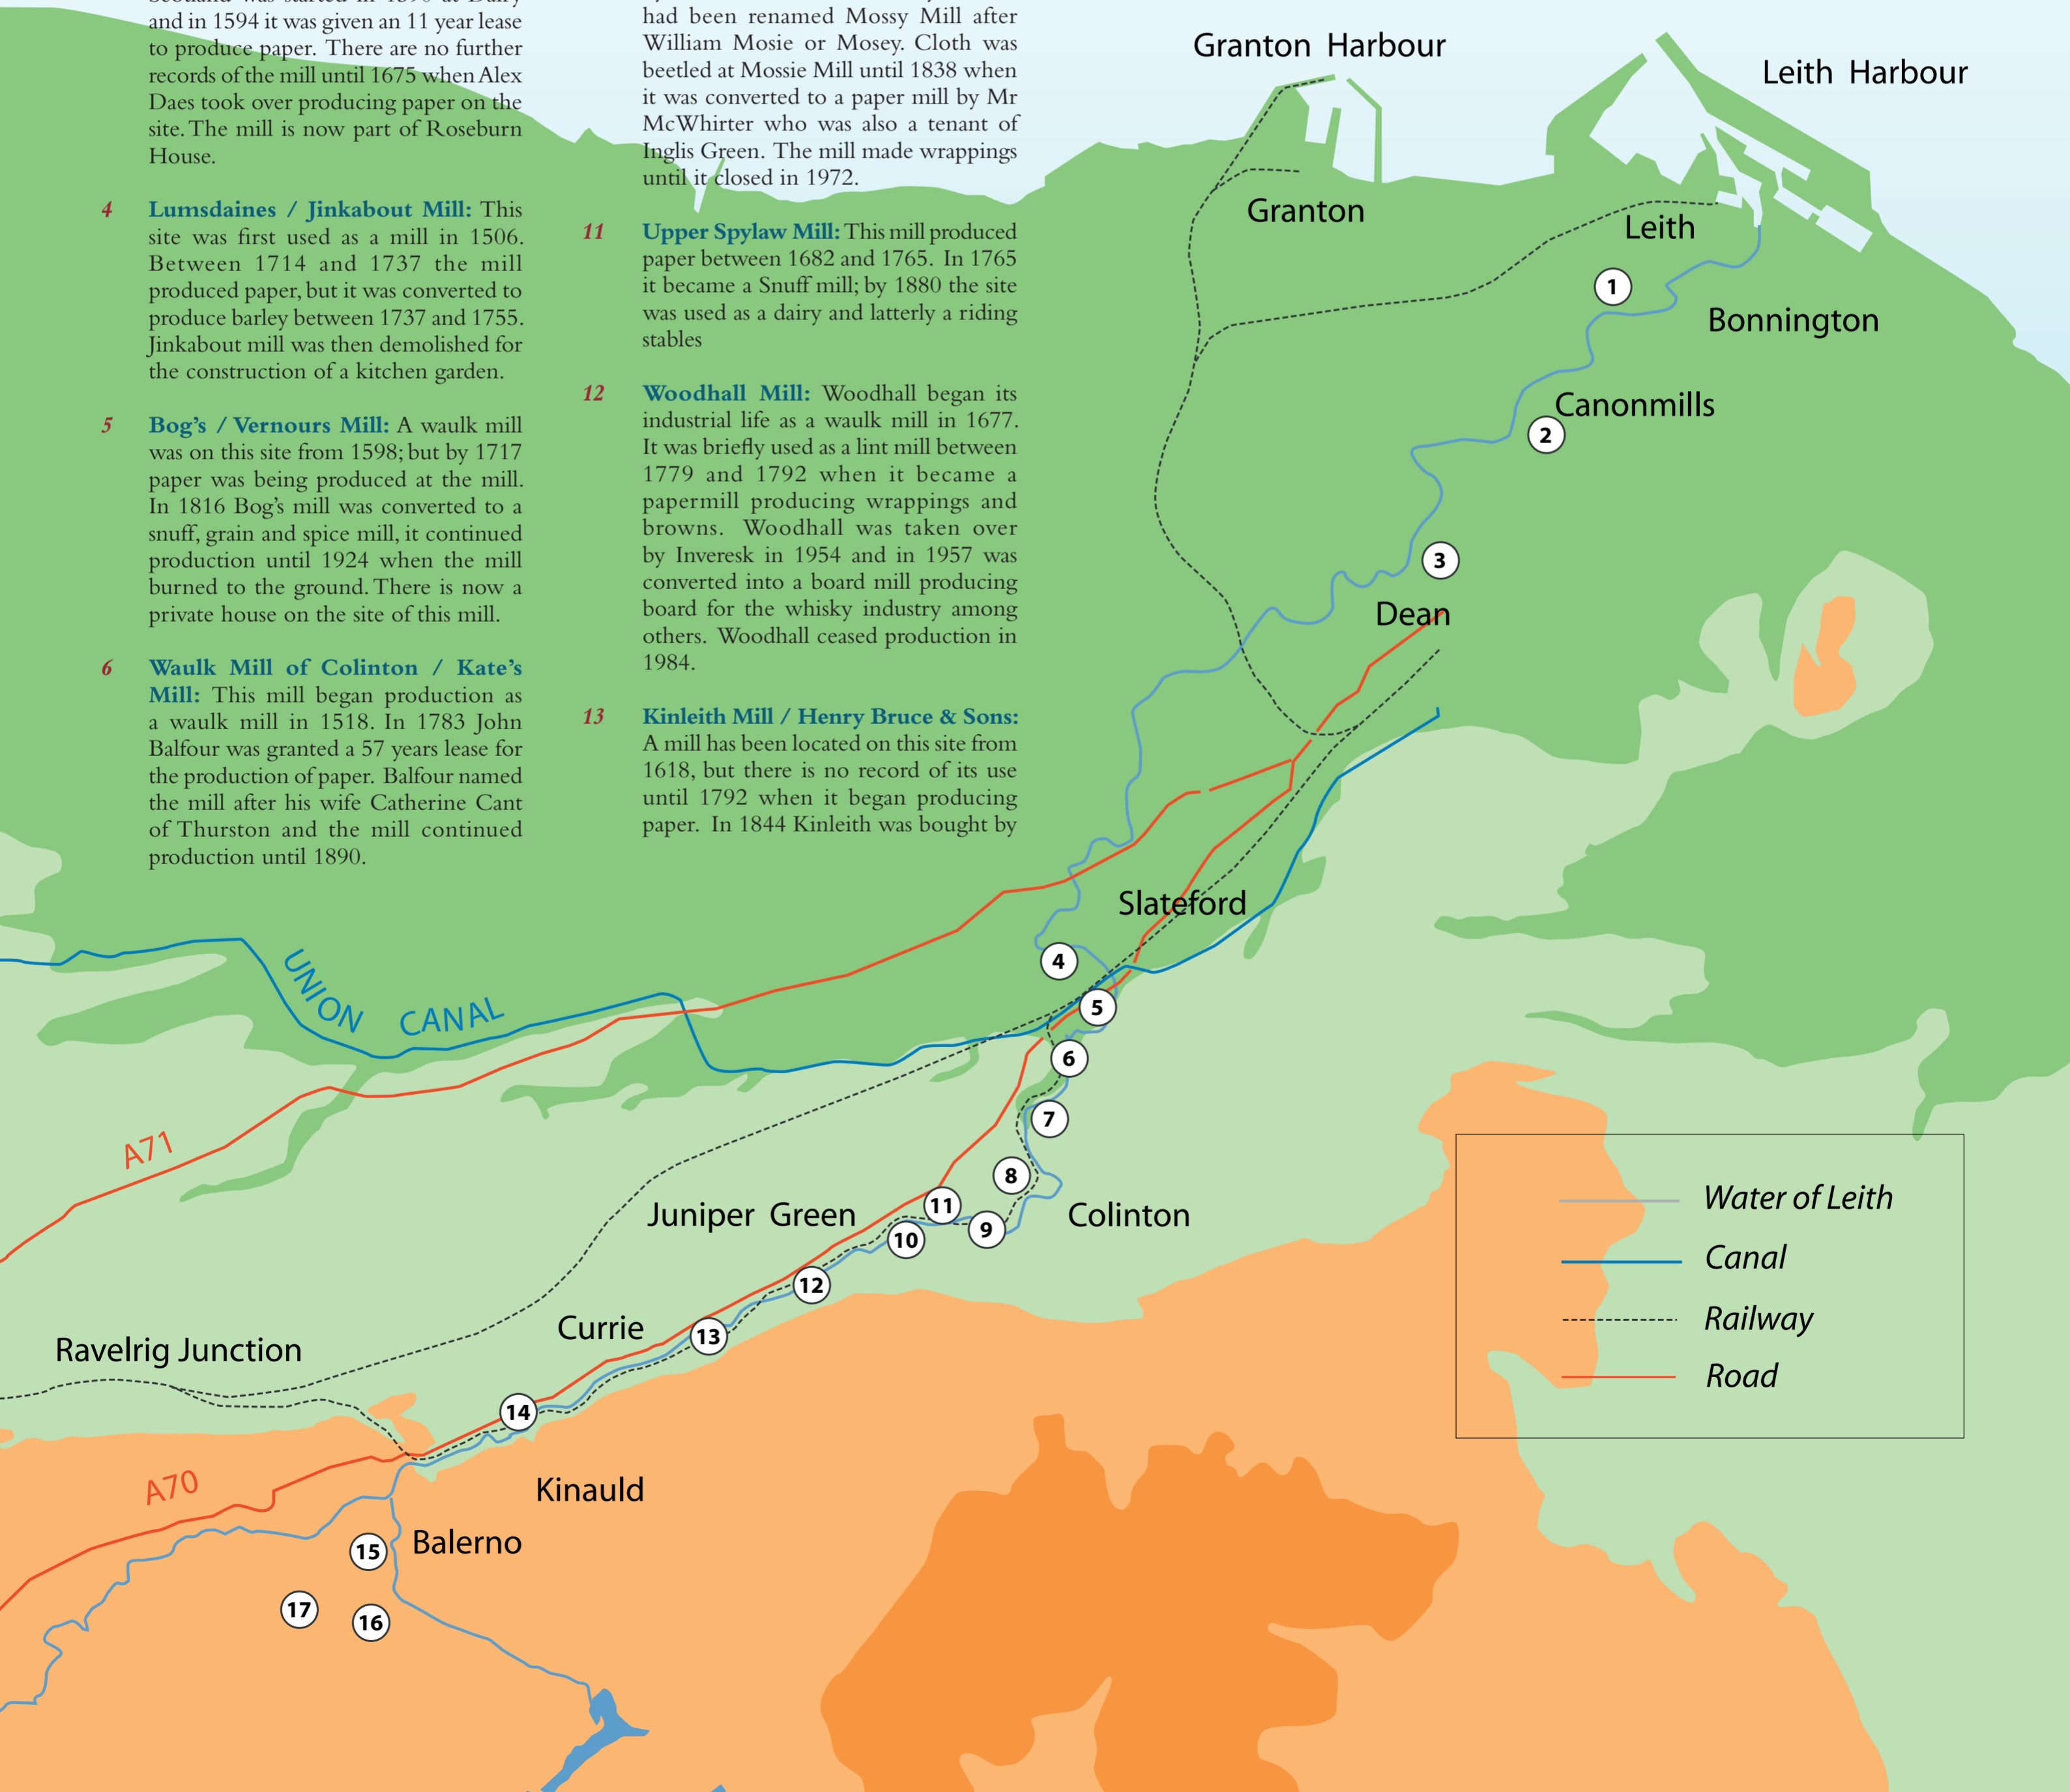 and in 1594 it was given an 11 year lease
to produce paper. There are no further
records of the mill until 1675 when Alex
Daes took over producing paper on the
site. The mill is now part of Roseburn
House.
4 Lumsdaines / Jinkabout Mill: This
site was first used as a mill in 1506.
Between 1714 and 1737 the mill
produced paper, but it was converted to
produce barley between 1737 and 1755.
Jinkabout mill was then demolished for
the construction of a kitchen garden.
5 Bog's / Vernours Mill: A waulk mill
was on this site from 1598; but by 1717
paper was being produced at the mill.
In 1816 Bog's mill was converted to a
snuff, grain and spice mill, it continued
production until 1924 when the mill
burned to the ground. There is now a
private house on the site of this mill.
6 Waulk Mill of Colinton / Kate's
Mill: This mill began production as
a waulk mill in 1518. In 1783 John
Balfour was granted a 57 years lease for
the production of paper. Balfour named
the mill after his wife Catherine Cant
of Thurston and the mill continued
production until 1890.
had been renamed Mossy Mill after
William Mosie or Mosey. Cloth was
beetled at Mossie Mill until 1838 when
it was converted to a paper mill by Mr
McWhirter who was also a tenant of
Inglis Green. The mill made wrappings
until it closed in 1972.
11 Upper Spylaw Mill: This mill produced
paper between 1682 and 1765. In 1765
it became a Snuff mill; by 1880 the site
was used as a dairy and latterly a riding
stables
12 Woodhall Mill: Woodhall began its
industrial life as a waulk mill in 1677.
It was briefly used as a lint mill between
1779 and 1792 when it became a
papermill producing wrappings and
browns. Woodhall was taken over
by Inveresk in 1954 and in 1957 was
converted into a board mill producing
board for the whisky industry among
others. Woodhall ceased production in
1984.
13 Kinleith Mill / Henry Bruce & Sons:
A mill has been located on this site from
1618, but there is no record of its use
until 1792 when it began producing
paper. In 1844 Kinleith was bought by
Granton Harbour
Leith Harbour
Granton
Leith
1
Bonnington
Canonmills
2
3
Dean
Slateford
4
5
UNION CANAL
6
7
A71
8
Juniper Green
11
Colinton
9
10
12
Currie
13
Ravelrig Junction
14
A70
Kinauld
Balerno
15
17
16
Water of Leith
Canal
Railway
Road